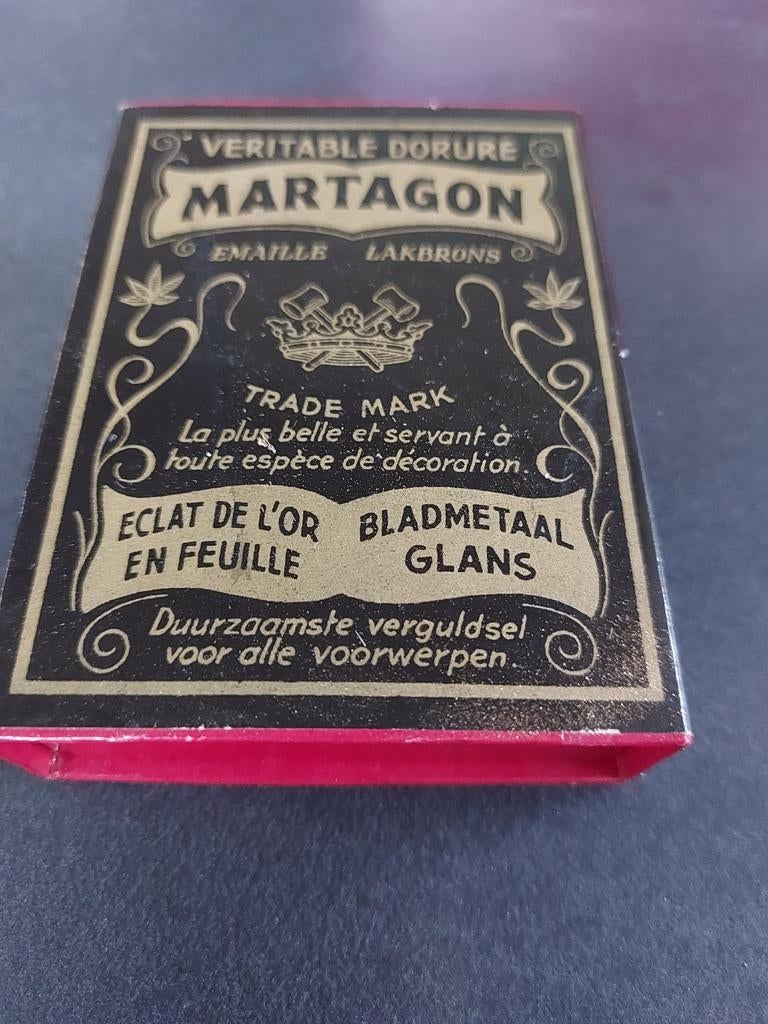 VERITABLE DORURE
MARTAGON
EMAILLE LAKBRONS
TRADE MARK
La plus belle et servant à
toute espèce de décoration.
ECLAT DE L'OR
EN FEUILLE
BLADMETAAL
GLANS
Duurzaamste verguldsel
voor alle voorwerpen.